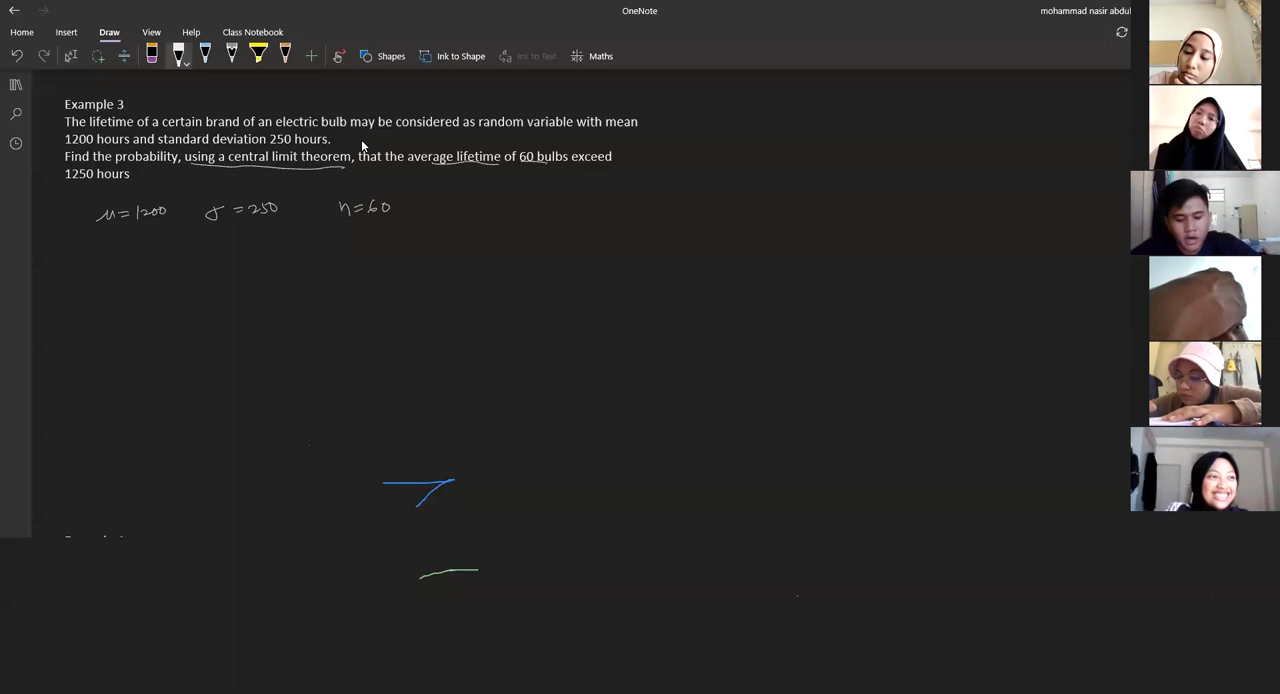 OneNote
mohammad nasir abdul
Home Insert Draw View Help Class Notebook
Shapes Ink to Shape Ink to Text Maths
Example 3
The lifetime of a certain brand of an electric bulb may be considered as random variable with mean
1200 hours and standard deviation 250 hours.
Find the probability, using a central limit theorem, that the average lifetime of 60 bulbs exceed
1250 hours
μ = 1200 σ = 250 n = 60